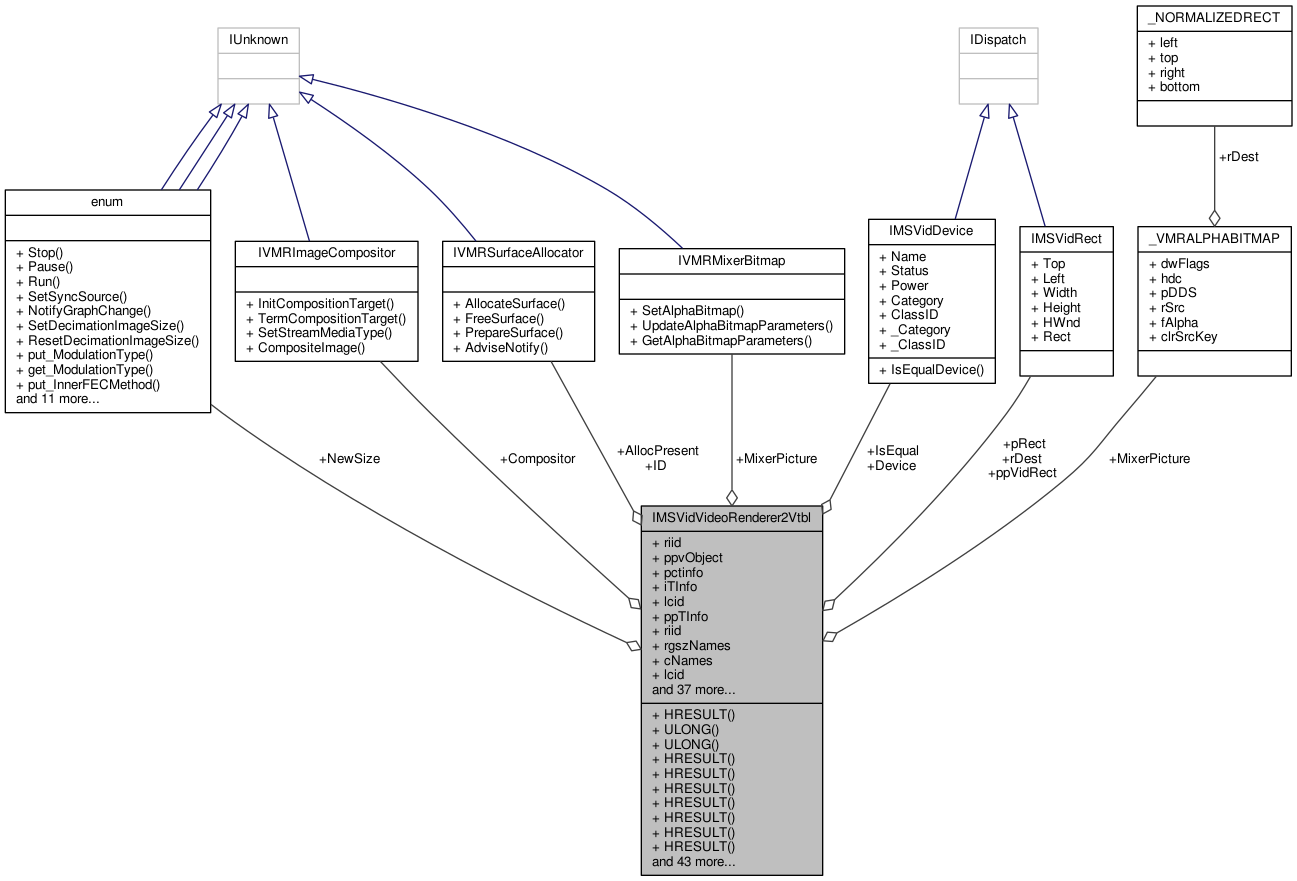 IUnknown
IDispatch
_NORMALIZEDRECT
+ left
+ top
+ right
+ bottom
+rDest
enum
+ Stop()
+ Pause()
+ Run()
+ SetSyncSource()
+ NotifyGraphChange()
+ SetDecimationImageSize()
+ ResetDecimationImageSize()
+ put_ModulationType()
+ get_ModulationType()
+ put_InnerFECMethod()
and 11 more...
IVMRImageCompositor
+ InitCompositionTarget()
+ TermCompositionTarget()
+ SetStreamMediaType()
+ CompositeImage()
IVMRSurfaceAllocator
+ AllocateSurface()
+ FreeSurface()
+ PrepareSurface()
+ AdviseNotify()
IVMRMixerBitmap
+ SetAlphaBitmap()
+ UpdateAlphaBitmapParameters()
+ GetAlphaBitmapParameters()
IMSVidDevice
+ Name
+ Status
+ Power
+ Category
+ ClassID
+ _Category
+ _ClassID
+ IsEqualDevice()
IMSVidRect
+ Top
+ Left
+ Width
+ Height
+ HWnd
+ Rect
_VMRALPHABITMAP
+ dwFlags
+ hdc
+ pDDS
+ rSrc
+ fAlpha
+ clrSrcKey
+NewSize
+Compositor
+AllocPresent
+ID
+MixerPicture
+IsEqual
+Device
+pRect
+rDest
+ppVidRect
+MixerPicture
IMSVidVideoRenderer2Vtbl
+ riid
+ ppvObject
+ pctinfo
+ iTInfo
+ lcid
+ ppTInfo
+ riid
+ rgszNames
+ cNames
+ lcid
and 37 more...
+ HRESULT()
+ ULONG()
+ ULONG()
+ HRESULT()
+ HRESULT()
+ HRESULT()
+ HRESULT()
+ HRESULT()
+ HRESULT()
+ HRESULT()
and 43 more...